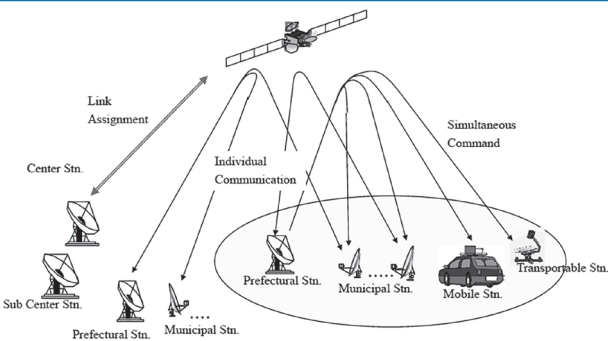 Link
Assignment
Simultaneous
Command
Center Stn.
Individual
Communication
Prefectural Stn.
Municipal Stn.
Mobile Stn.
Transportable Stn.
Sub Center Stn.
Prefectural Stn.
Municipal Stn.